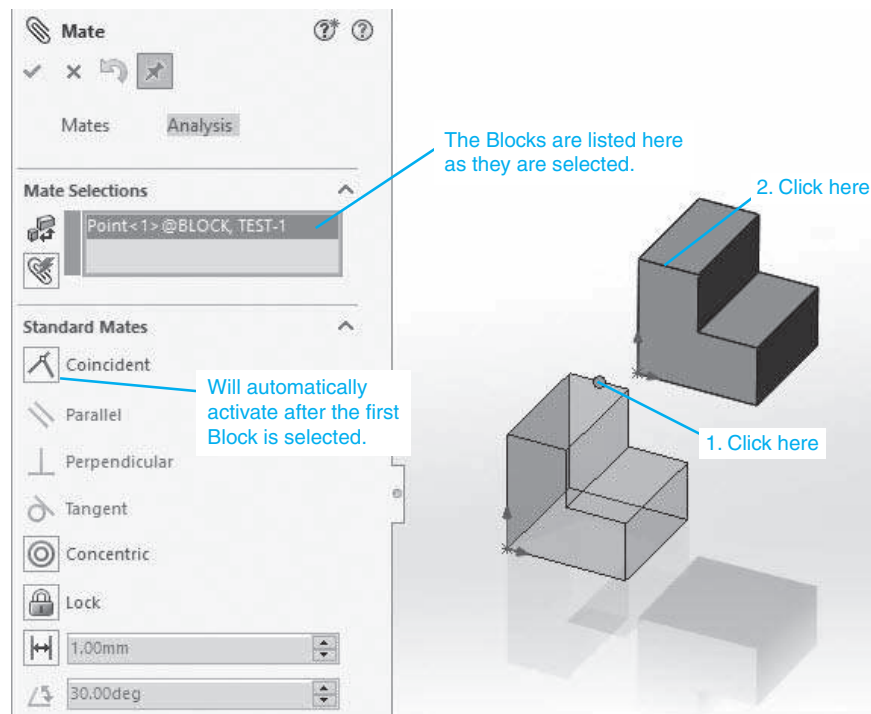 Mate
Mates Analysis
The Blocks are listed here
as they are selected.
Mate Selections
Point<1>@BLOCK, TEST-1
2. Click here
Standard Mates
Coincident
Will automatically
activate after the first
Block is selected.
Parallel
1. Click here
Perpendicular
Tangent
Concentric
Lock
1.00mm
30.00deg